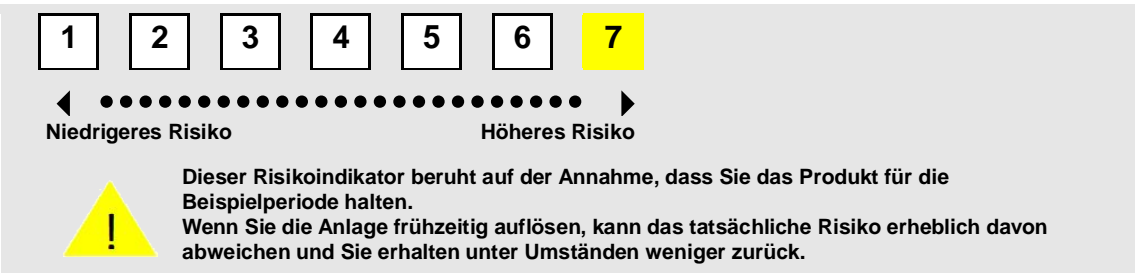 1 2 3 4 5 6 7
Niedrigeres Risiko Höheres Risiko
Dieser Risikoindikator beruht auf der Annahme, dass Sie das Produkt für die
Beispielperiode halten.
! Wenn Sie die Anlage frühzeitig auflösen, kann das tatsächliche Risiko erheblich davon
abweichen und Sie erhalten unter Umständen weniger zurück.